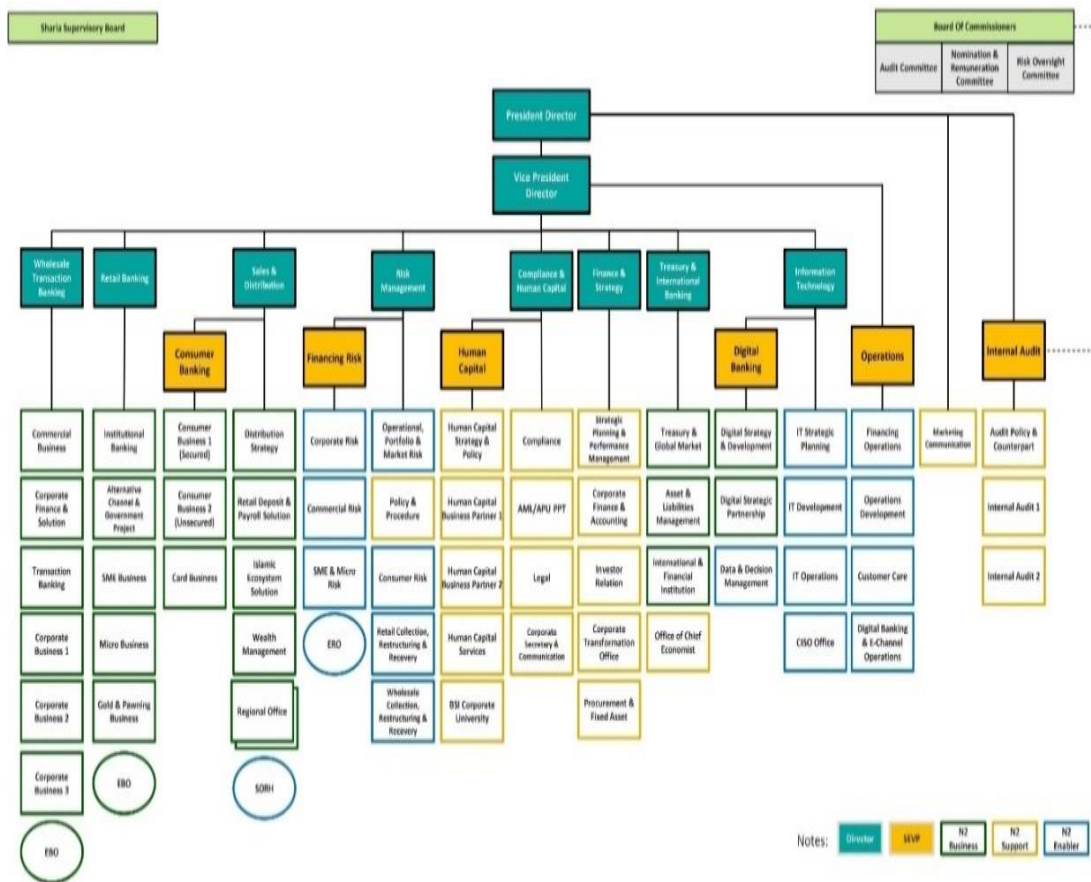 Sharia Supervisory Board
Board Of Commissioners
Audit Committee
Nomination &
Remuneration
Committee
Risk Oversight
Committee
President Director
Vice President
Director
Wholesale
Transaction
Banking
Retail Banking
Sales &
Distribution
Risk
Management
Compliance &
Human Capital
Finance &
Strategy
Treasury &
International
Banking
Information
Technology
Consumer
Banking
Financing Risk
Human
Capital
Digital
Banking
Operations
Internal Audit
Commercial
Business
Corporate
Finance &
Solution
Transaction
Banking
Corporate
Business 1
Corporate
Business 2
Corporate
Business 3
EBO
Institutional
Banking
Alternative
Channel &
Government
Project
SME Business
Micro Business
Gold & Pawning
Business
EBO
Consumer
Business 1
(Secured)
Consumer
Business 2
(Unsecured)
Card Business
Distribution
Strategy
Retail Deposit &
Payroll Solution
Islamic
Ecosystem
Solution
Wealth
Management
Regional Office
SORH
Corporate Risk
Commercial Risk
SME & Micro
Risk
ERO
Operational,
Portfolio &
Market Risk
Policy &
Procedure
Consumer Risk
Retail Collection,
Restructuring &
Recovery
Wholesale
Collection,
Restructuring &
Recovery
Human Capital
Strategy &
Policy
Human Capital
Business Partner 1
Human Capital
Business Partner 2
Human Capital
Services
BSI Corporate
University
Compliance
AML/APU PPT
Legal
Corporate
Secretary &
Communication
Strategic
Planning &
Performance
Management
Corporate
Finance &
Accounting
Investor
Relation
Corporate
Transformation
Office
Procurement &
Fixed Asset
Treasury &
Global Market
Asset &
Liabilities
Management
International &
Financial
Institution
Office of Chief
Economist
Digital Strategy
& Development
Digital Strategic
Partnership
Data & Decision
Management
IT Strategic
Planning
IT Development
IT Operations
CISO Office
Financing
Operations
Operations
Development
Customer Care
Digital Banking
& E-Channel
Operations
Marketing
Communication
Audit Policy &
Counterpart
Internal Audit 1
Internal Audit 2
Notes:
Director
SEVP
N2
Business
N2
Support
N2
Enabler